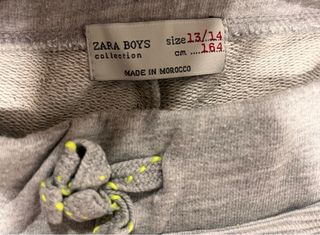 ZARA BOYS size 13/14
collection cm 164
MADE IN MOROCCO